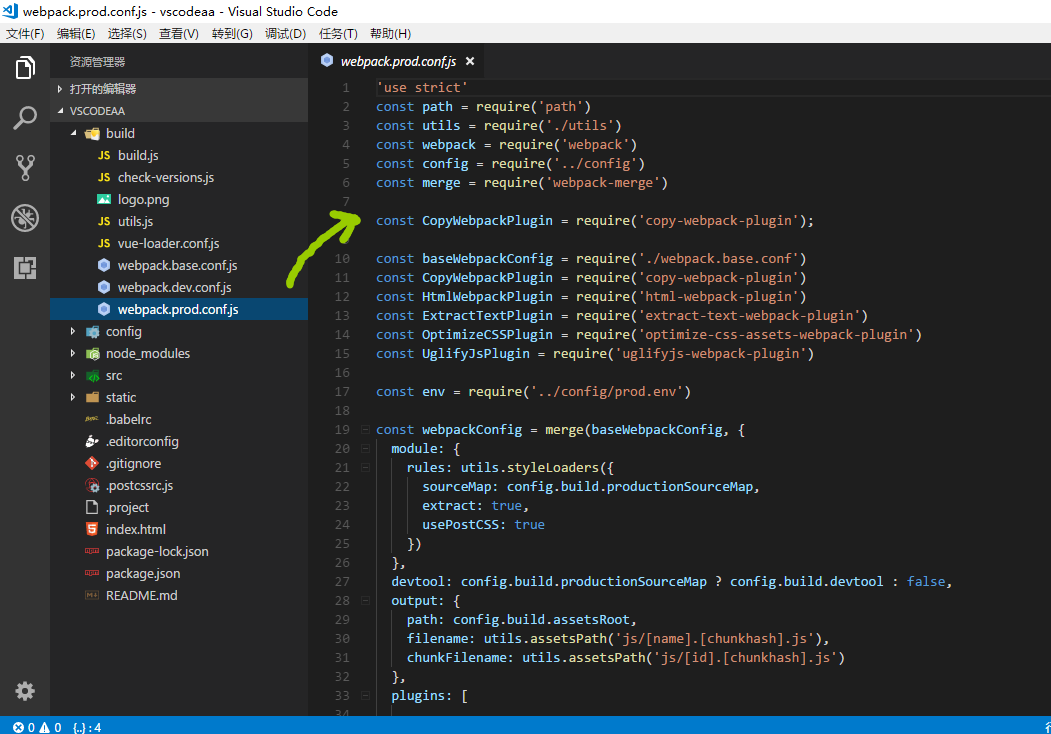 webpack.prod.conf.js - vscodeaa - Visual Studio Code
文件(F) 编辑(E) 选择(S) 查看(V) 转到(G) 调试(D) 任务(T) 帮助(H)
资源管理器
打开的编辑器
VSCODEAA
build
JS build.js
JS check-versions.js
logo.png
JS utils.js
JS vue-loader.conf.js
webpack.base.conf.js
webpack.dev.conf.js
webpack.prod.conf.js
config
node_modules
src
static
.babelrc
.editorconfig
.gitignore
.postcssrc.js
.project
index.html
package-lock.json
package.json
README.md
webpack.prod.conf.js ×
1 'use strict'
2 const path = require('path')
3 const utils = require('./utils')
4 const webpack = require('webpack')
5 const config = require('../config')
6 const merge = require('webpack-merge')
7
const CopyWebpackPlugin = require('copy-webpack-plugin');
10 const baseWebpackConfig = require('./webpack.base.conf')
11 const CopyWebpackPlugin = require('copy-webpack-plugin')
12 const HtmlWebpackPlugin = require('html-webpack-plugin')
13 const ExtractTextPlugin = require('extract-text-webpack-plugin')
14 const OptimizeCSSPlugin = require('optimize-css-assets-webpack-plugin')
15 const UglifyJsPlugin = require('uglifyjs-webpack-plugin')
16
17 const env = require('../config/prod.env')
18
19 const webpackConfig = merge(baseWebpackConfig, {
20 module: {
21 rules: utils.styleLoaders({
22 sourceMap: config.build.productionSourceMap,
23 extract: true,
24 usePostCSS: true
25 })
26 },
27 devtool: config.build.productionSourceMap ? config.build.devtool : false,
28 output: {
29 path: config.build.assetsRoot,
30 filename: utils.assetsPath('js/[name].[chunkhash].js'),
31 chunkFilename: utils.assetsPath('js/[id].[chunkhash].js')
32 },
33 plugins: [
34
0 0 {..} : 4